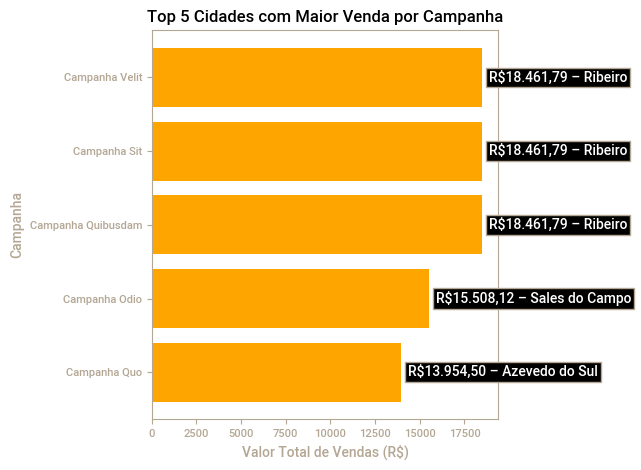 Top 5 Cidades com Maior Venda por Campanha
Campanha
Campanha Velit
R$18.461,79 – Ribeiro
Campanha Sit
R$18.461,79 – Ribeiro
Campanha Quibusdam
R$18.461,79 – Ribeiro
Campanha Odio
R$15.508,12 – Sales do Campo
Campanha Quo
R$13.954,50 – Azevedo do Sul
0 2500 5000 7500 10000 12500 15000 17500
Valor Total de Vendas (R$)